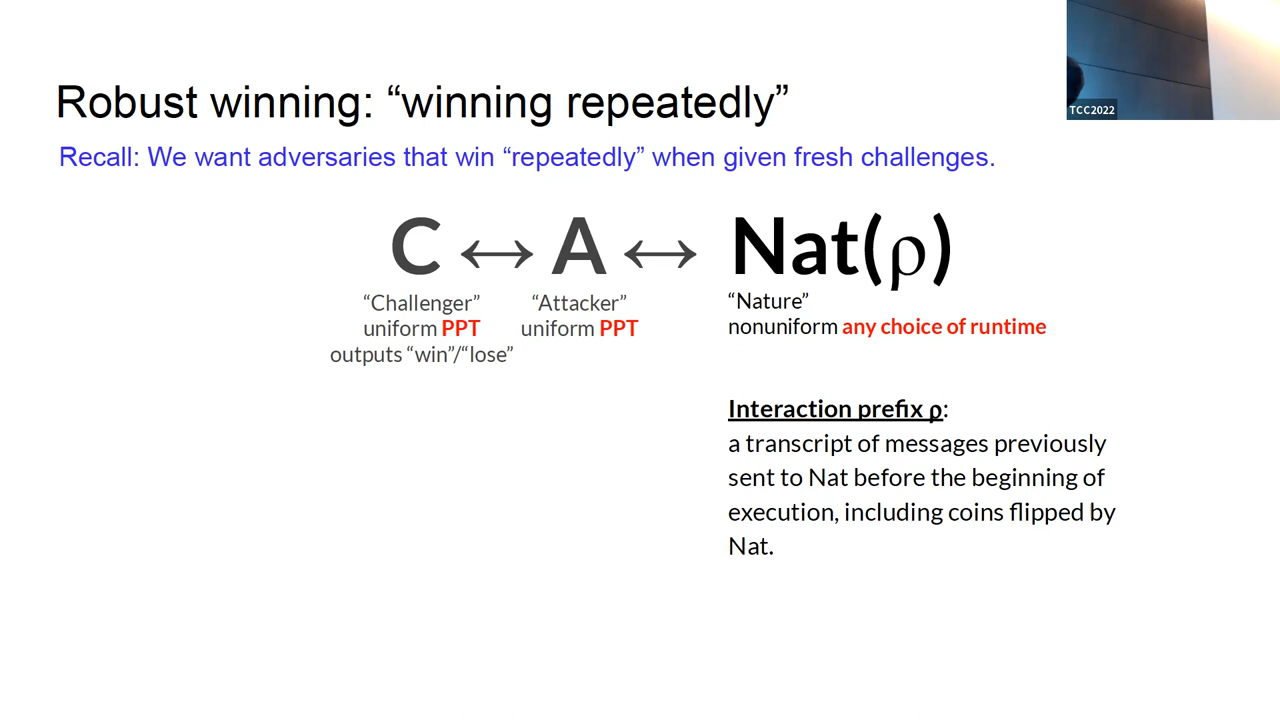 TCC2022
Robust winning: “winning repeatedly”
Recall: We want adversaries that win “repeatedly” when given fresh challenges.
C ↔ A ↔ Nat(ρ)
“Challenger” “Attacker” “Nature”
uniform PPT uniform PPT nonuniform any choice of runtime
outputs “win”/“lose”
Interaction prefix ρ:
a transcript of messages previously
sent to Nat before the beginning of
execution, including coins flipped by
Nat.